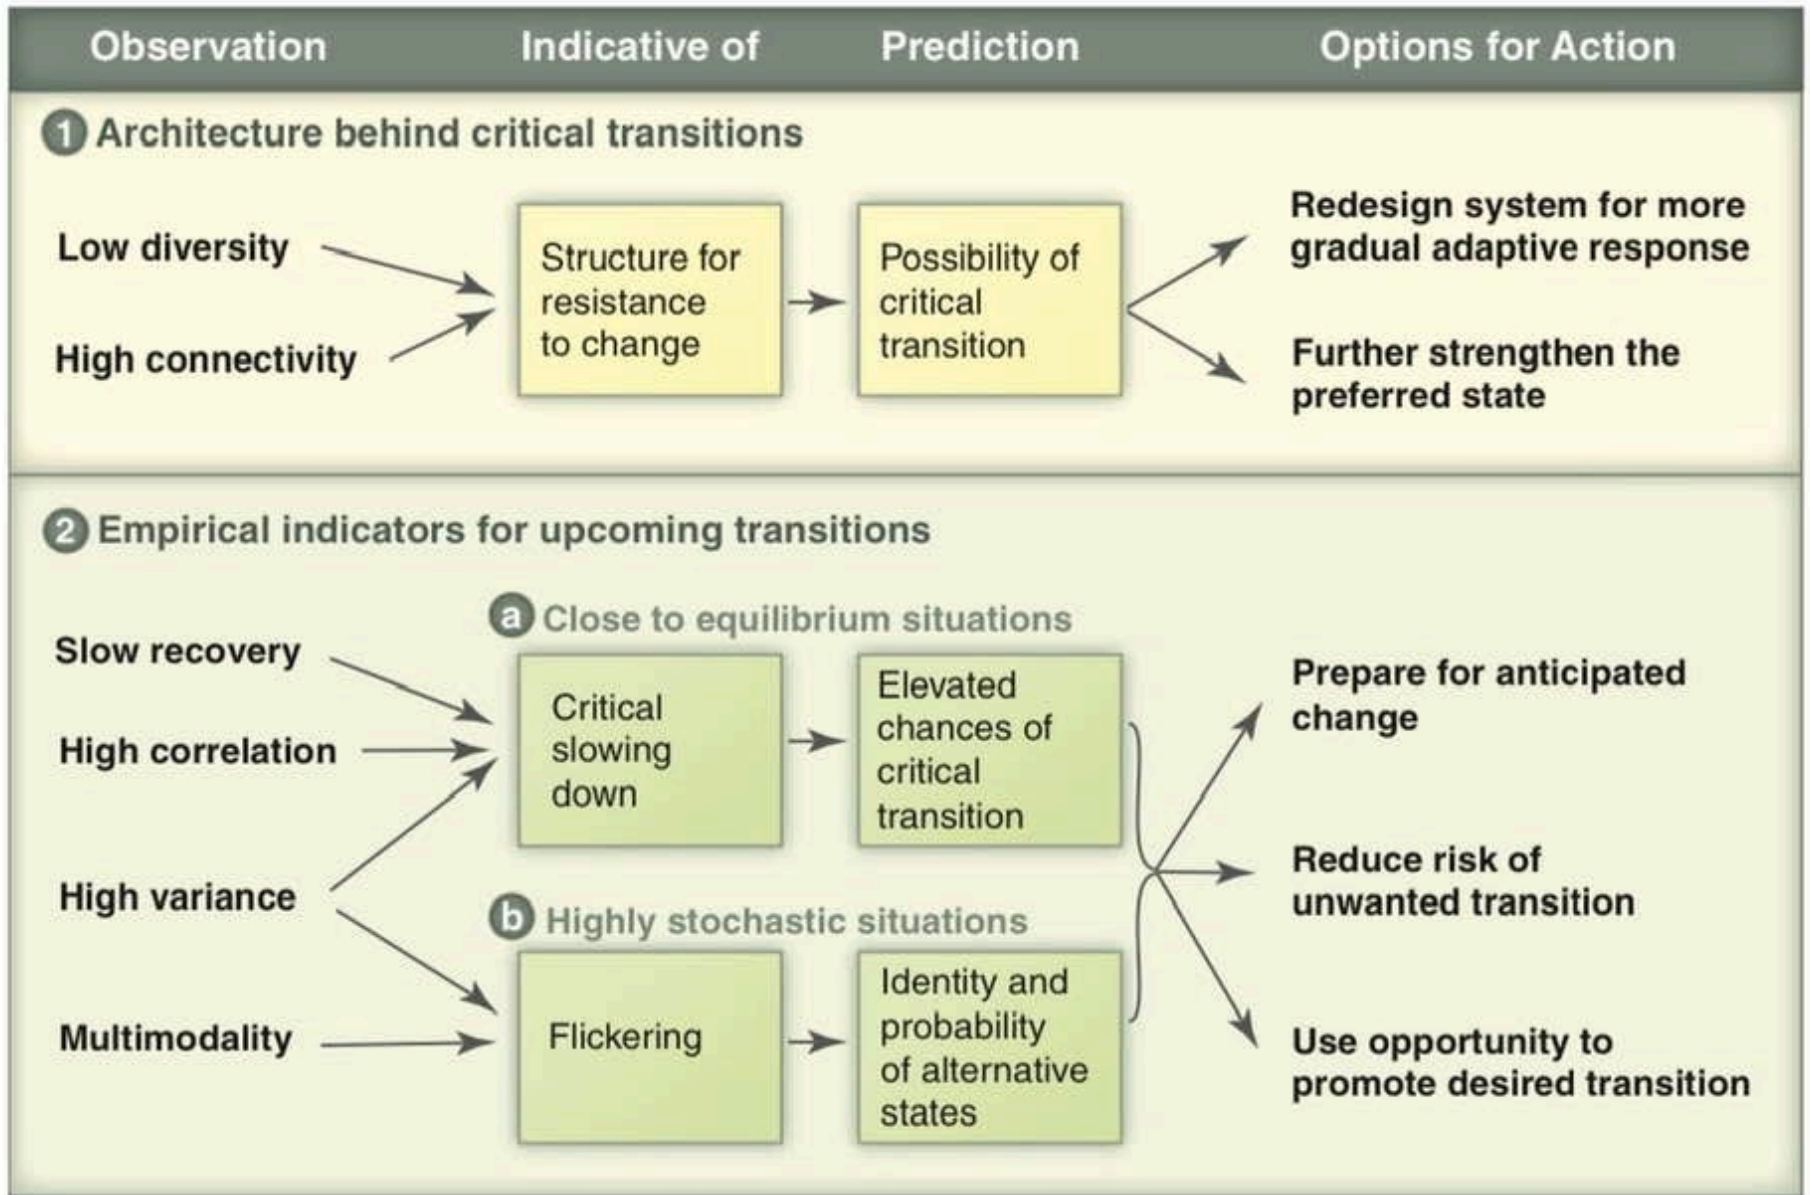 Observation Indicative of Prediction Options for Action
1 Architecture behind critical transitions
Low diversity
High connectivity
Structure for
resistance
to change
Possibility of
critical
transition
Redesign system for more
gradual adaptive response
Further strengthen the
preferred state
2 Empirical indicators for upcoming transitions
Slow recovery
High correlation
High variance
Multimodality
a Close to equilibrium situations
Critical
slowing
down
Elevated
chances of
critical
transition
b Highly stochastic situations
Flickering
Identity and
probability
of alternative
states
Prepare for anticipated
change
Reduce risk of
unwanted transition
Use opportunity to
promote desired transition